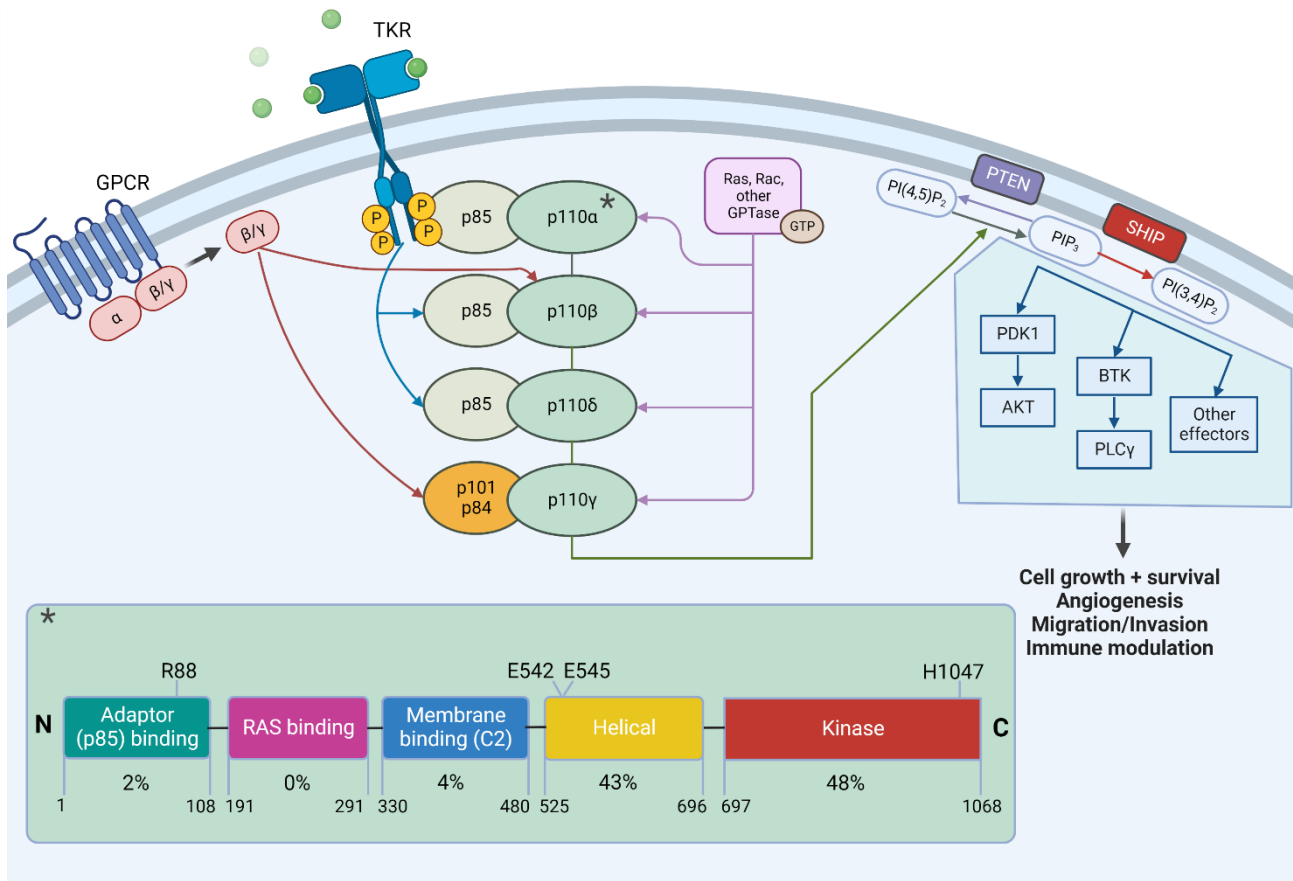 TKR
GPCR
β/γ
β/γ
α
P
P
P
P
p85
p110α
*
p85
p110β
p85
p110δ
p101
p84
p110γ
Ras, Rac,
other
GPTase
GTP
PTEN
PI(4,5)P₂
PIP₃
SHIP
PI(3,4)P₂
PDK1
AKT
BTK
PLCγ
Other
effectors
Cell growth + survival
Angiogenesis
Migration/Invasion
Immune modulation
*
R88
E542 E545
H1047
N
Adaptor
(p85) binding
RAS binding
Membrane
binding (C2)
Helical
Kinase
C
2%
0%
4%
43%
48%
1 108 191 291 330 480 525 696 697 1068